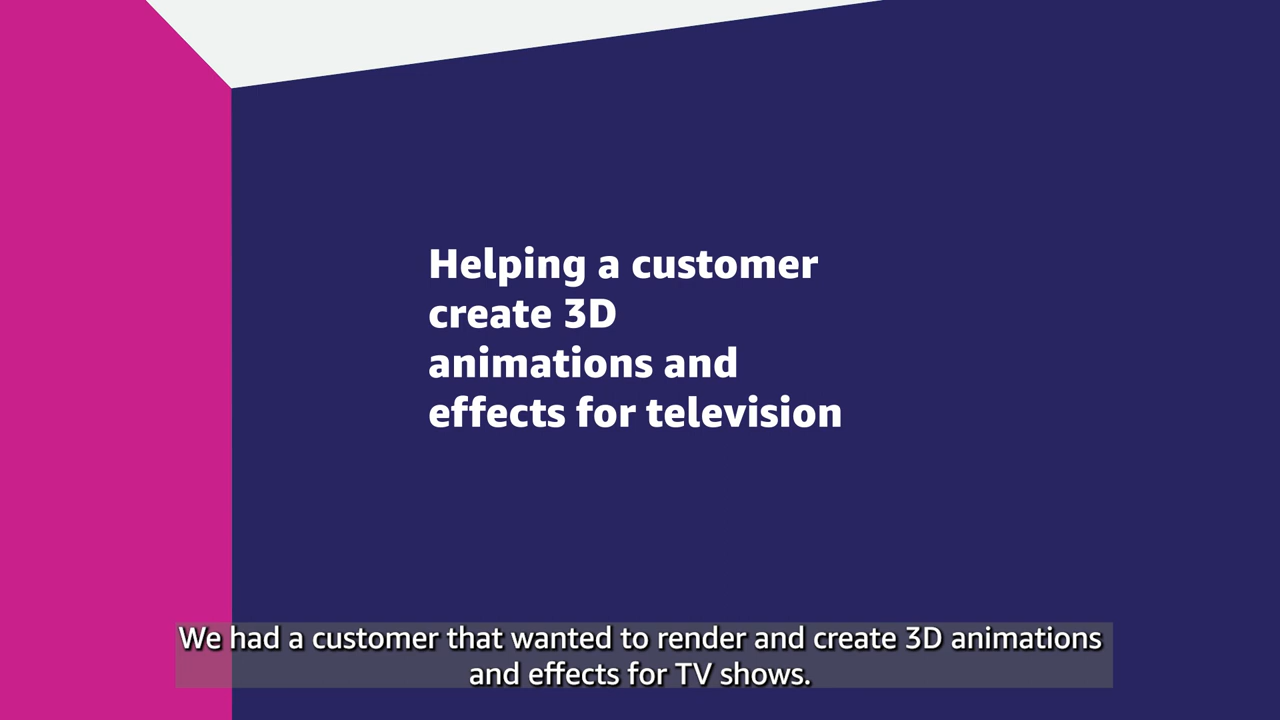 Helping a customer
create 3D
animations and
effects for television
We had a customer that wanted to render and create 3D animations
and effects for TV shows.